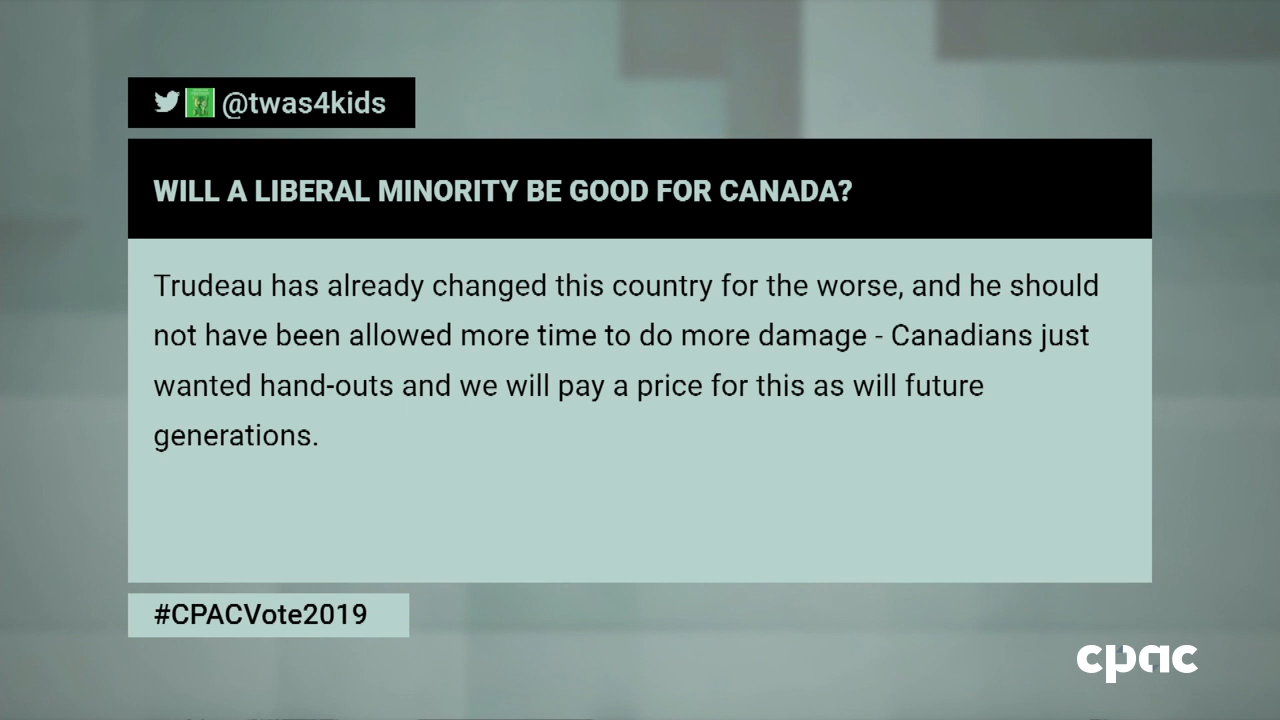 @twas4kids
WILL A LIBERAL MINORITY BE GOOD FOR CANADA?
Trudeau has already changed this country for the worse, and he should
not have been allowed more time to do more damage - Canadians just
wanted hand-outs and we will pay a price for this as will future
generations.
#CPACVote2019
cpac